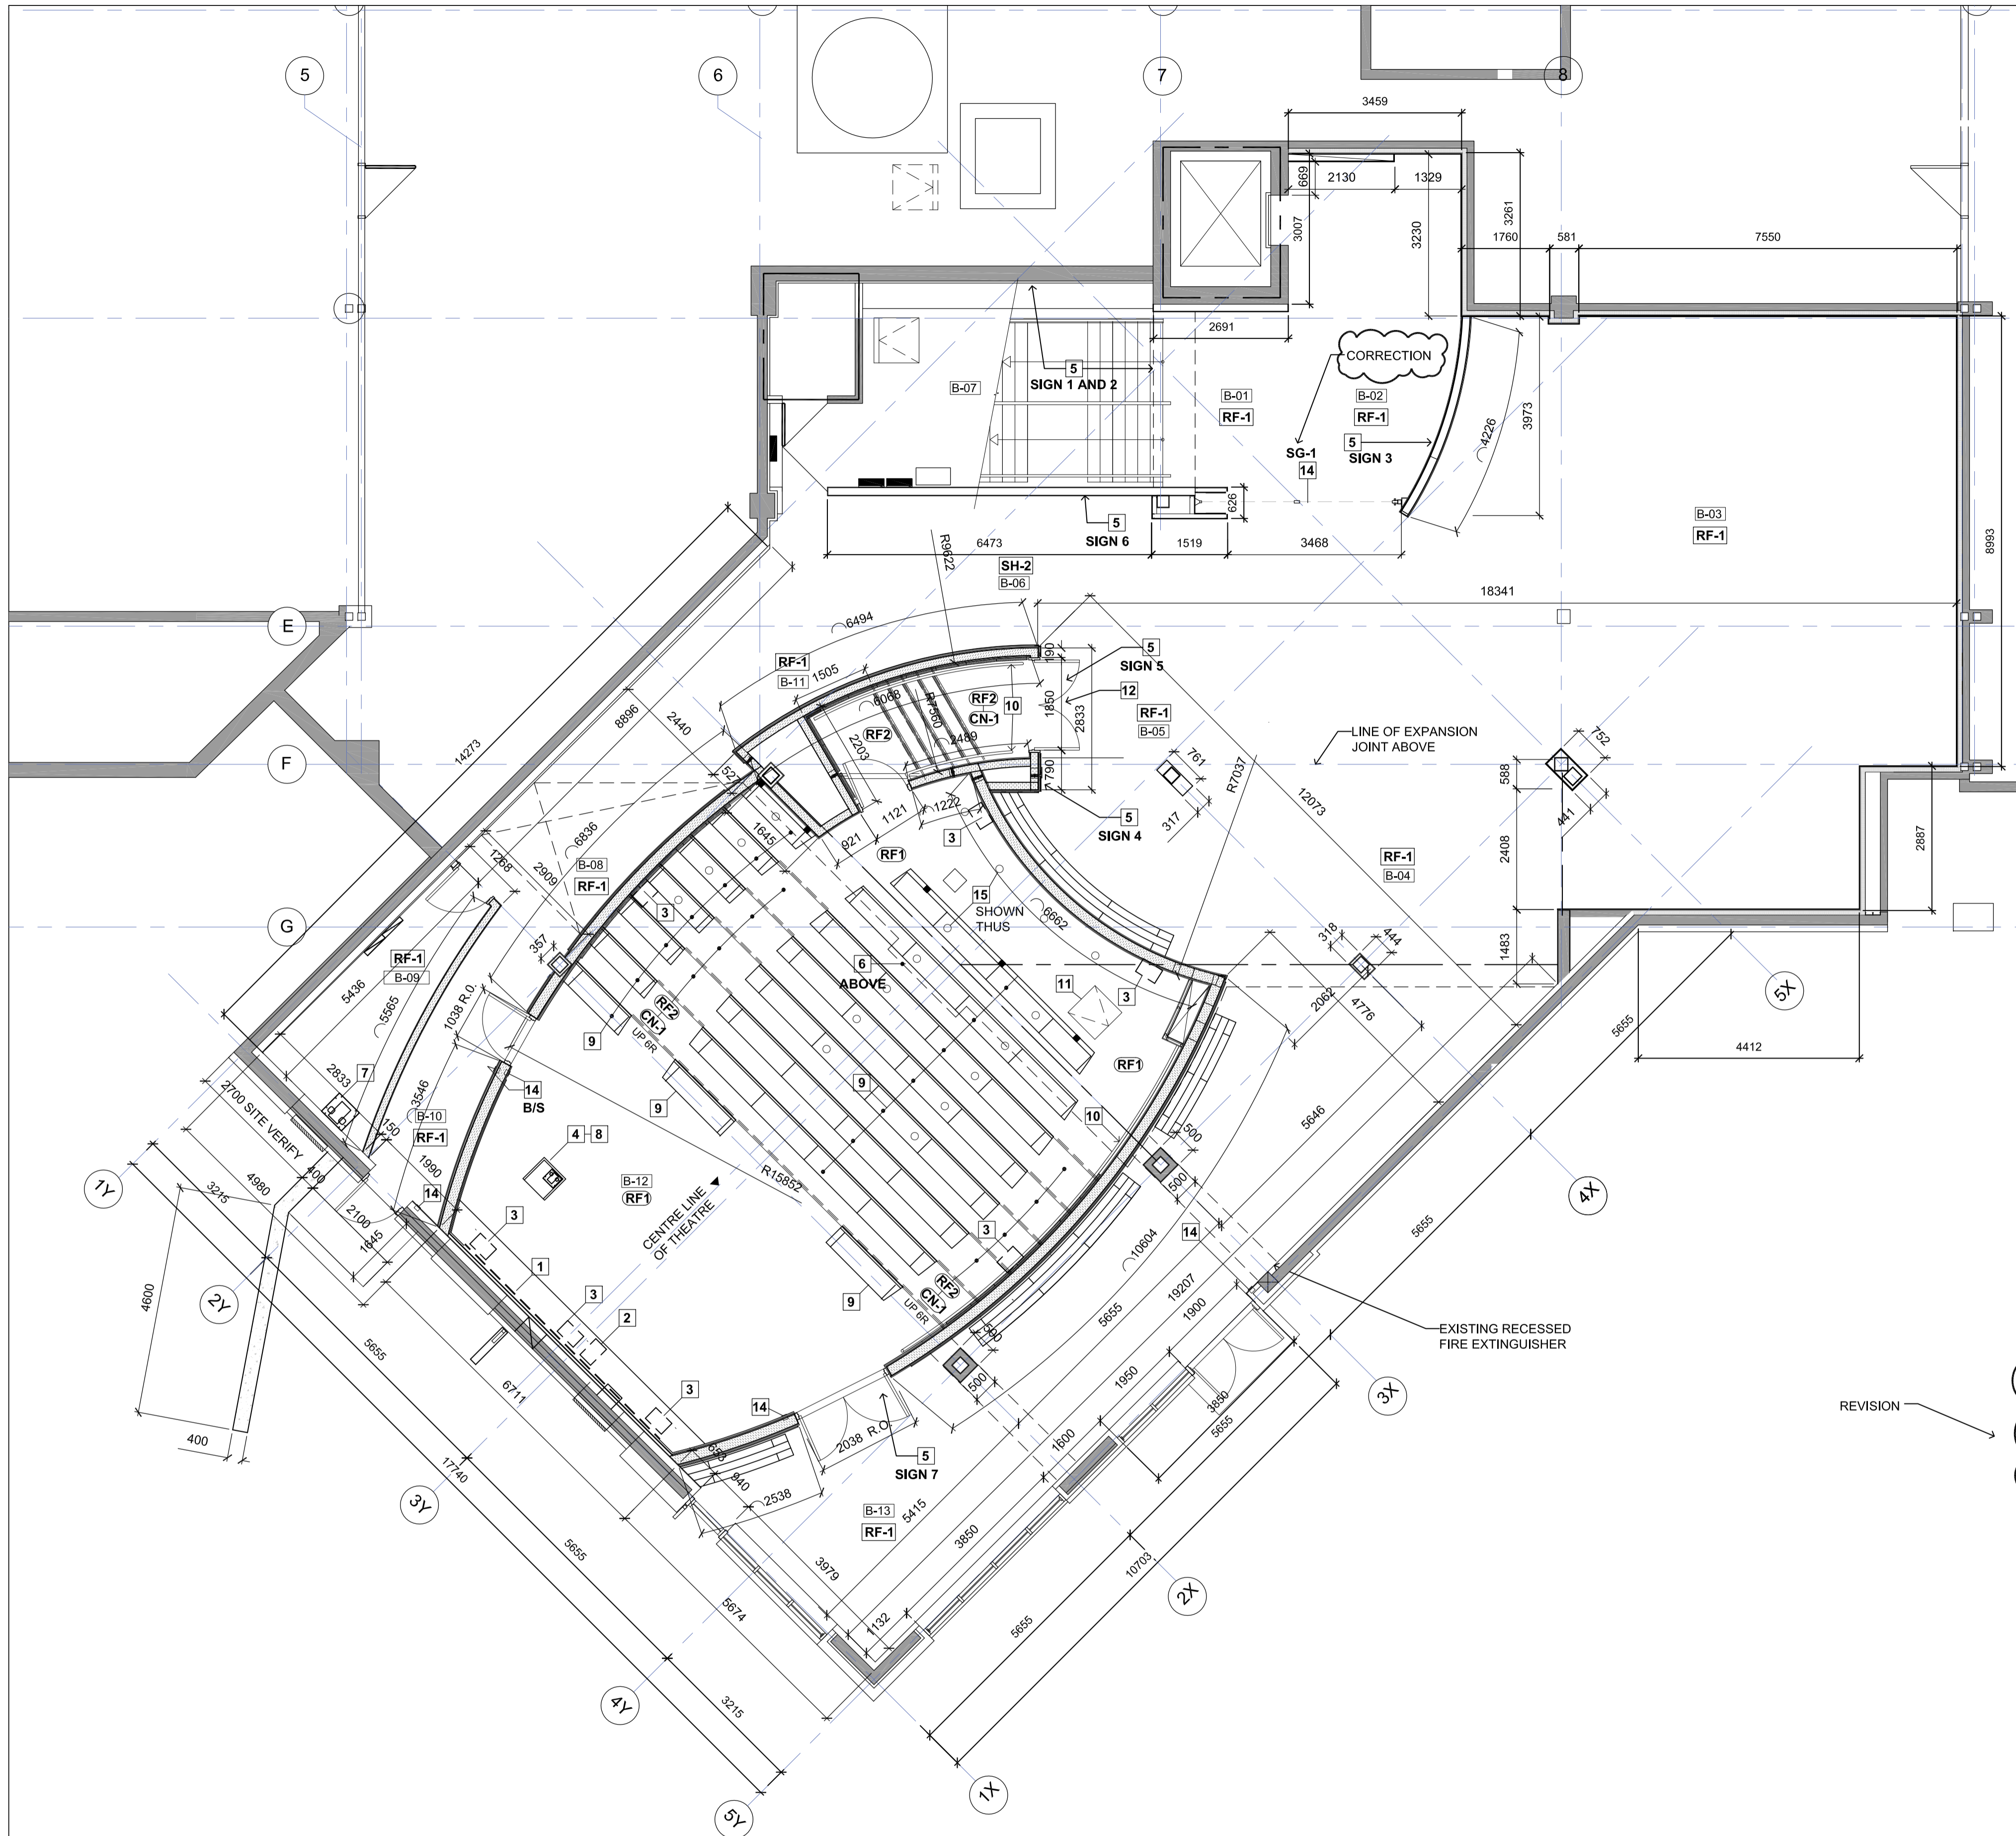 5
6
7
8
3459
669
2130
1329
3007
3230
3261
1760
581
7550
2691
CORRECTION
5
SIGN 1 AND 2
B-07
B-01
RF-1
B-02
RF-1
3973
4226
5
SIGN 3
SG-1
14
626
B-03
RF-1
8993
5
SIGN 6
6473
1519
3468
R9622
SH-2
B-06
18341
E
6494
190
5
SIGN 5
RF-1
B-11
1505
6068
R7560
RF2
CN-1
10
1850
2833
12
RF-1
B-05
8896
2440
RF2
2203
2489
LINE OF EXPANSION
JOINT ABOVE
752
F
14273
527
761
790
R7037
588
12073
441
317
1121
1222
5
SIGN 4
3
1645
921
6836
RF1
2408
2887
1268
2909
B-08
RF-1
RF-1
B-04
15
SHOWN
THUS
3
6662
G
357
318
444
1483
RF-1
B-09
6
ABOVE
11
3
5X
5436
5565
1038 R.O.
RF2
CN-1
9
UP 6R
2062
4776
5655
4412
RF1
2833
7
3546
9
9
14
B/S
10
5646
2700 SITE VERIFY
150
B-10
RF-1
500
4
8
R15852
500
1Y
3215
4980
400
1990
B-12
RF1
4X
14
2100
3
CENTRE LINE
OF THEATRE
3
14
10604
5655
1645
1
19207
2Y
4600
3
2
RF2
CN-1
9
UP 6R
5655
1900
EXISTING RECESSED
FIRE EXTINGUISHER
500
5655
6711
3
500
1950
3X
3850
5655
REVISION
14
2038 R.O.
1600
400
17740
653
940
5
SIGN 7
3Y
2538
B-13
RF-1
5415
3850
5655
3979
10703
2X
5674
1132
5655
4Y
3215
1X
5Y